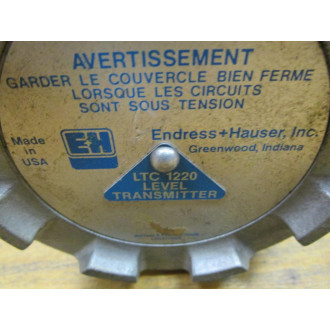 AVERTISSEMENT
GARDER LE COUVERCLE BIEN FERME
LORSQUE LES CIRCUITS
SONT SOUS TENSION
Made
in
USA
E+H
Endress+Hauser, Inc.
Greenwood, Indiana
LTC 1220
LEVEL
TRANSMITTER